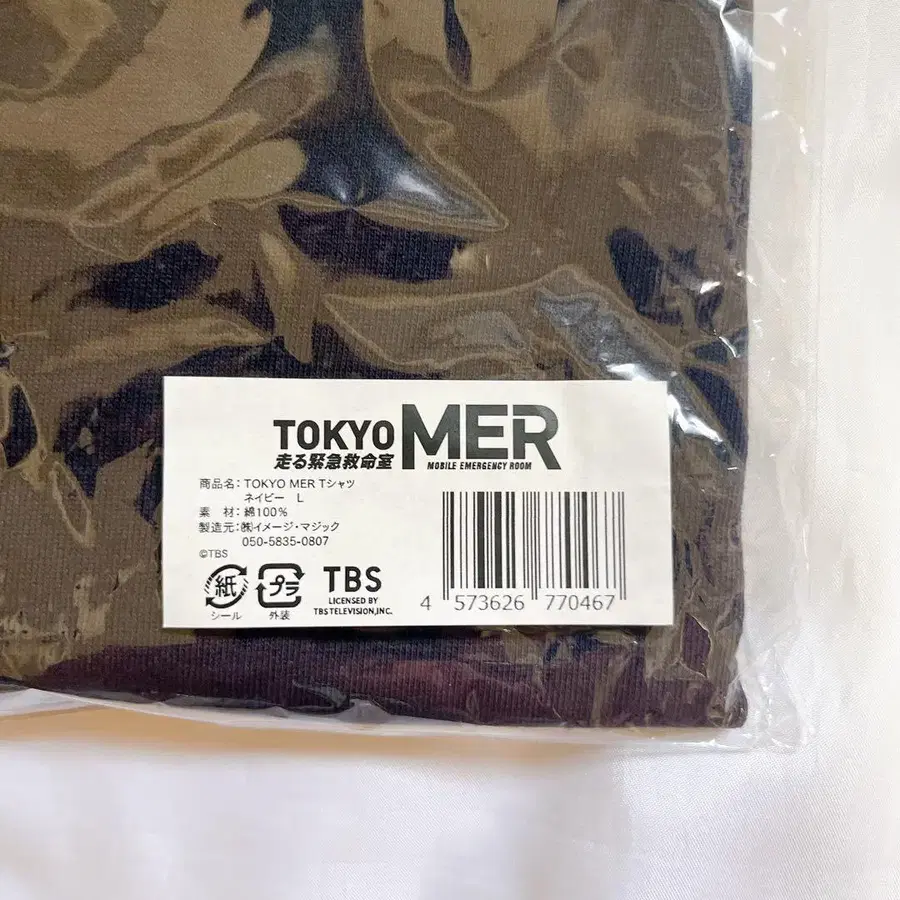 TOKYO MER
走る緊急救命室 MOBILE EMERGENCY ROOM
商品名: TOKYO MER Tシャツ
ネイビー L
素 材: 綿100%
製造元: ㈱イメージ・マジック
050-5835-0807
©TBS
紙 プラ TBS
シール 外装 LICENSED BY
TBS TELEVISION, INC.
4 573626 770467